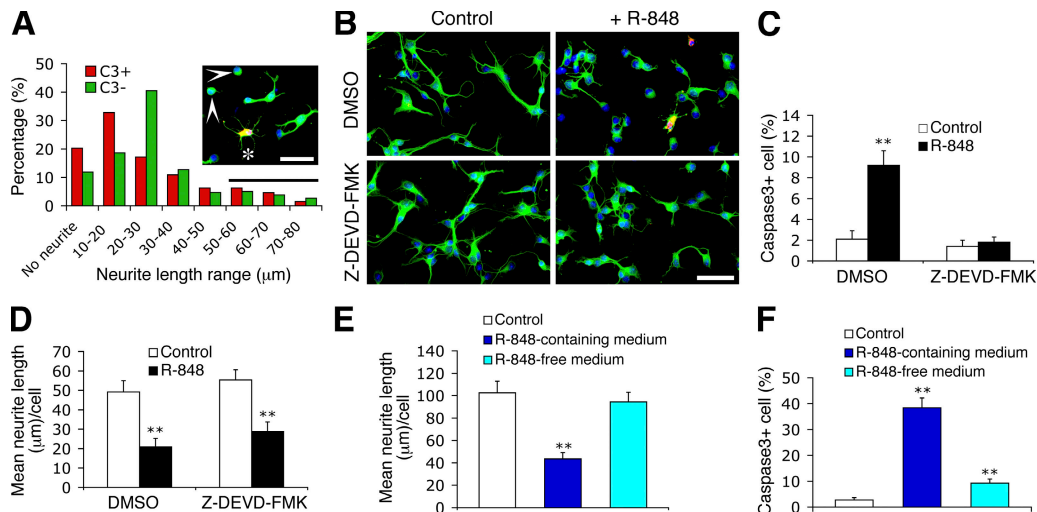 A
Percentage (%)
50
40
30
20
10
0
C3+
C3-
*
No neurite
10-20
20-30
30-40
40-50
50-60
60-70
70-80
Neurite length range (μm)
B
Control
+ R-848
DMSO
Z-DEVD-FMK
C
Caspase3+ cell (%)
14
12
10
8
6
4
2
0
Control
R-848
**
DMSO
Z-DEVD-FMK
D
Mean neurite length
(μm)/cell
70
60
50
40
30
20
10
0
Control
R-848
**
**
DMSO
Z-DEVD-FMK
E
Control
R-848-containing medium
R-848-free medium
Mean neurite length
(μm)/cell
140
120
100
80
60
40
20
0
**
F
Control
R-848-containing medium
R-848-free medium
Caspase3+ cell (%)
50
40
30
20
10
0
**
**